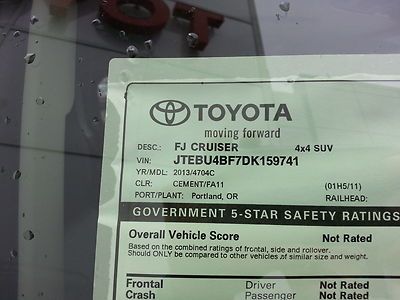 TOYOTA
moving forward
DESC.: FJ CRUISER 4x4 SUV
VIN: JTEBU4BF7DK159741
YR/MDL: 2013/4704C
CLR: CEMENT/FA11 (01H5/11)
PORT/PLANT: Portland, OR RAILHEAD:
GOVERNMENT 5-STAR SAFETY RATINGS
Overall Vehicle Score Not Rated
Based on the combined ratings of frontal, side and rollover.
Should ONLY be compared to other vehicles of similar size and weight.
Frontal Driver Not Rated
Crash Passenger Not Rated